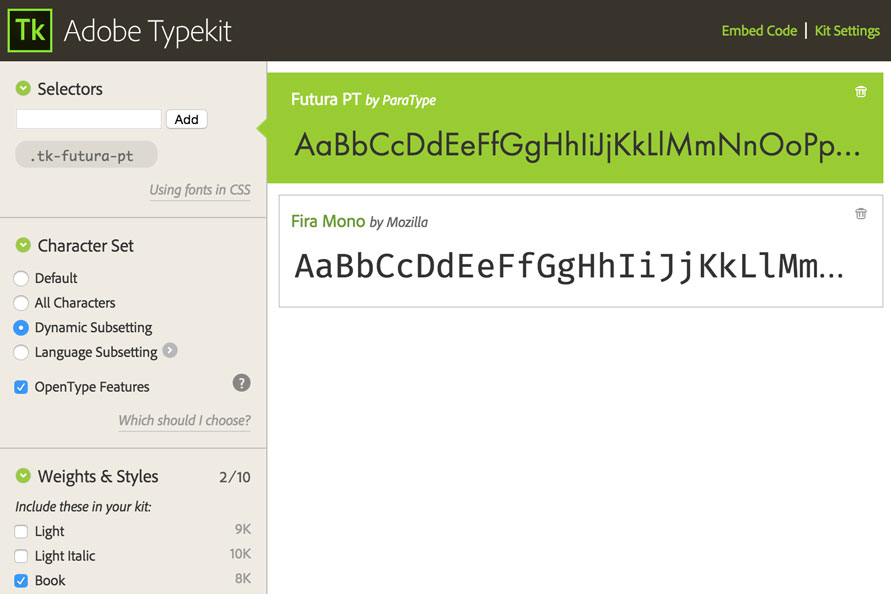 Tk Adobe Typekit
Embed Code | Kit Settings
Selectors
Add
.tk-futura-pt
Using fonts in CSS
Character Set
Default
All Characters
Dynamic Subsetting
Language Subsetting
OpenType Features ?
Which should I choose?
Weights & Styles 2/10
Include these in your kit:
Light 9K
Light Italic 10K
Book 8K
Futura PT by ParaType
AaBbCcDdEeFfGgHhIiJjKkLlMmNnOoPp...
Fira Mono by Mozilla
AaBbCcDdEeFfGgHhIiJjKkLlMm...